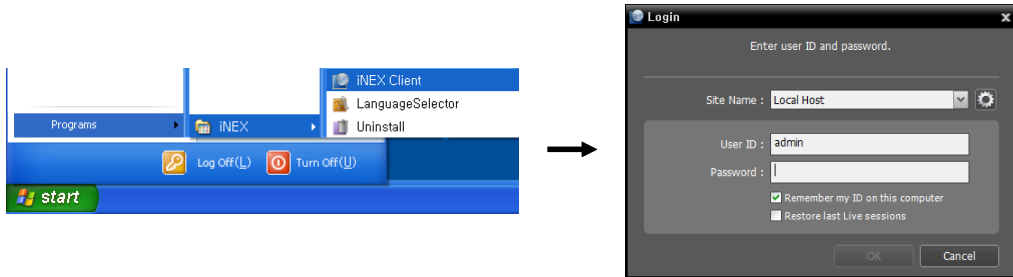 iNEX Client
LanguageSelector
Programs
iNEX
Uninstall
Log Off(L)
Turn Off(U)
start
Login
x
Enter user ID and password.
Site Name :
Local Host
User ID :
admin
Password :
Remember my ID on this computer
Restore last Live sessions
OK
Cancel